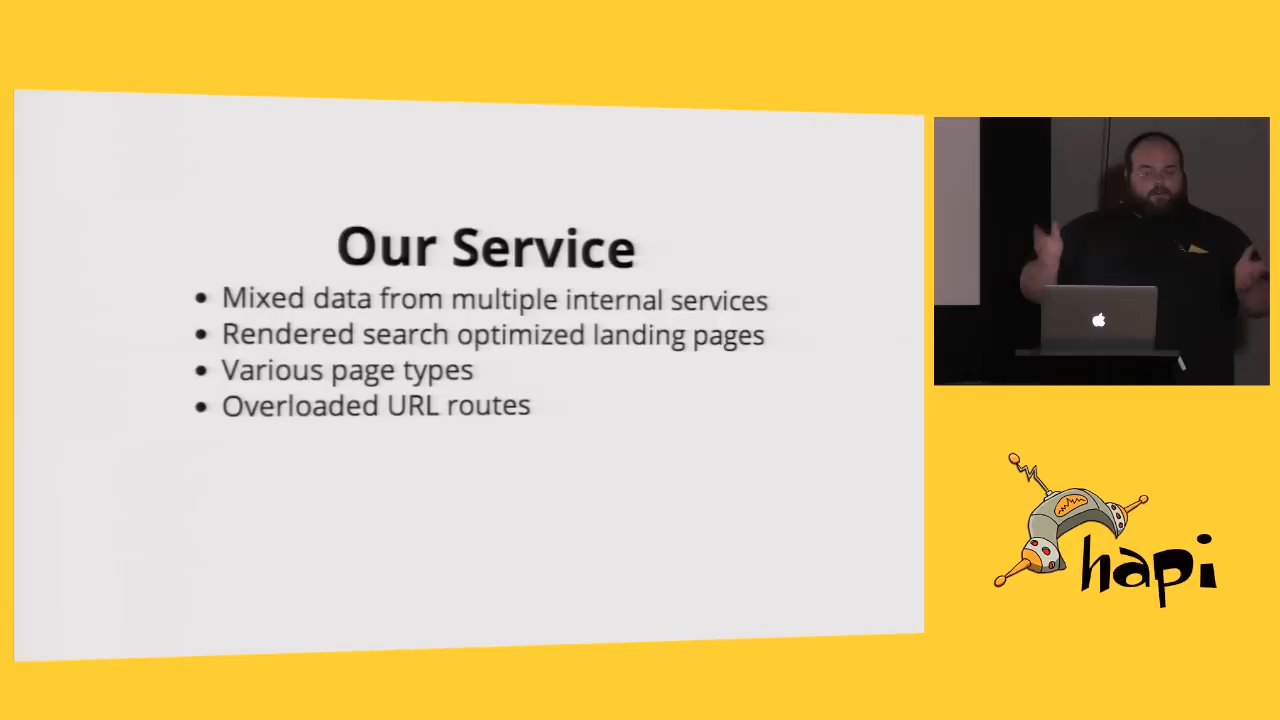 Our Service
• Mixed data from multiple internal services
• Rendered search optimized landing pages
• Various page types
• Overloaded URL routes
hapi